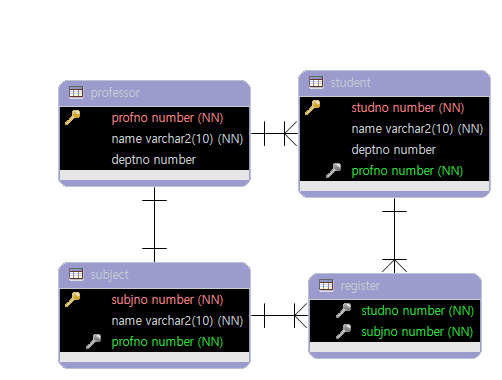 professor
profno number (NN)
name varchar2(10) (NN)
deptno number
student
studno number (NN)
name varchar2(10) (NN)
deptno number
profno number (NN)
subject
subjno number (NN)
name varchar2(10) (NN)
profno number (NN)
register
studno number (NN)
subjno number (NN)